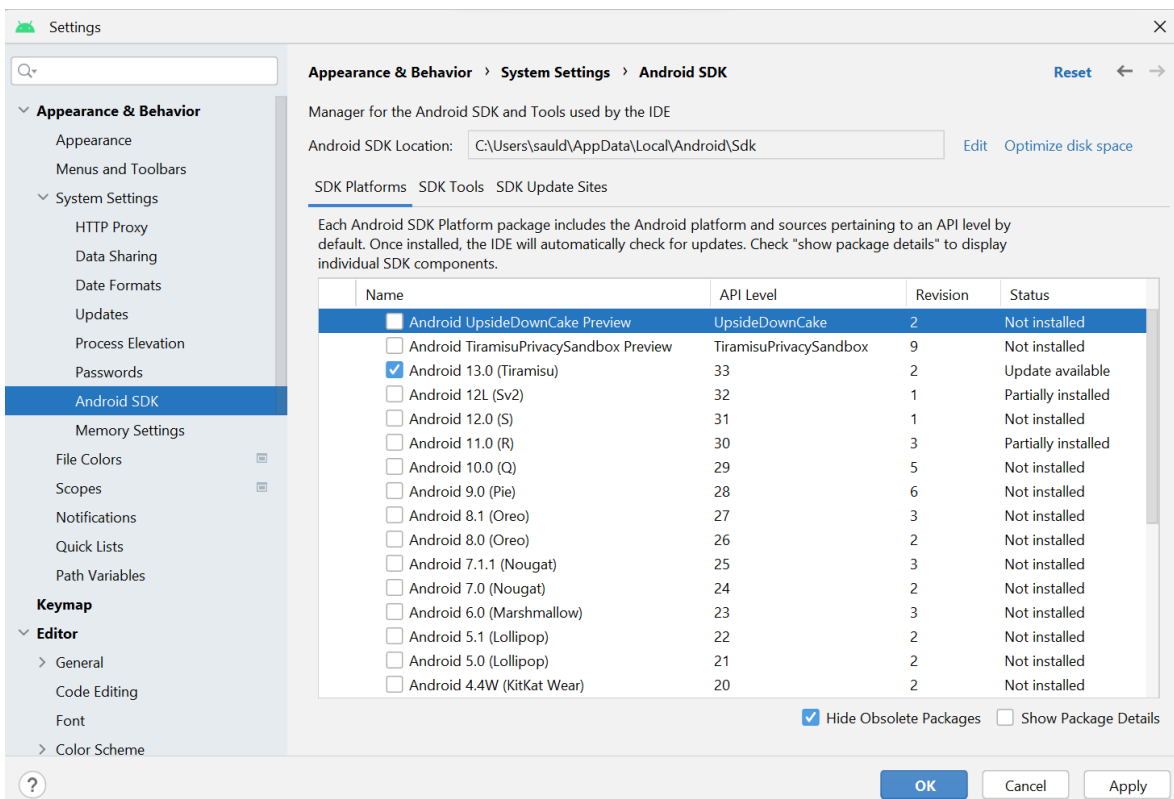 Settings
Appearance & Behavior
Appearance
Menus and Toolbars
System Settings
HTTP Proxy
Data Sharing
Date Formats
Updates
Process Elevation
Passwords
Android SDK
Memory Settings
File Colors
Scopes
Notifications
Quick Lists
Path Variables
Keymap
Editor
General
Code Editing
Font
Color Scheme
Appearance & Behavior › System Settings › Android SDK Reset
Manager for the Android SDK and Tools used by the IDE
Android SDK Location: C:\Users\sauld\AppData\Local\Android\Sdk Edit Optimize disk space
SDK Platforms SDK Tools SDK Update Sites
Each Android SDK Platform package includes the Android platform and sources pertaining to an API level by
default. Once installed, the IDE will automatically check for updates. Check "show package details" to display
individual SDK components.
Name API Level Revision Status
Android UpsideDownCake Preview UpsideDownCake 2 Not installed
Android TiramisuPrivacySandbox Preview TiramisuPrivacySandbox 9 Not installed
Android 13.0 (Tiramisu) 33 2 Update available
Android 12L (Sv2) 32 1 Partially installed
Android 12.0 (S) 31 1 Not installed
Android 11.0 (R) 30 3 Partially installed
Android 10.0 (Q) 29 5 Not installed
Android 9.0 (Pie) 28 6 Not installed
Android 8.1 (Oreo) 27 3 Not installed
Android 8.0 (Oreo) 26 2 Not installed
Android 7.1.1 (Nougat) 25 3 Not installed
Android 7.0 (Nougat) 24 2 Not installed
Android 6.0 (Marshmallow) 23 3 Not installed
Android 5.1 (Lollipop) 22 2 Not installed
Android 5.0 (Lollipop) 21 2 Not installed
Android 4.4W (KitKat Wear) 20 2 Not installed
Hide Obsolete Packages Show Package Details
? OK Cancel Apply